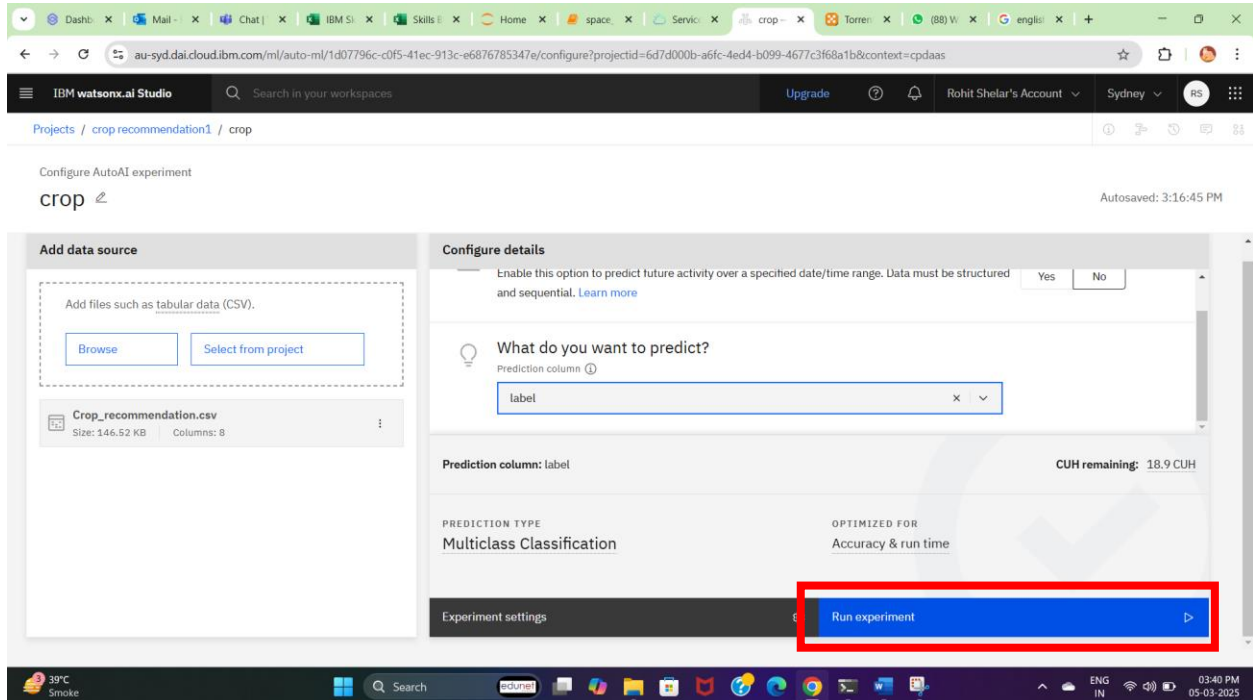 Dashb
Mail -
Chat |
IBM Si
Skills E
Home
space_
Servic
crop –
Torren
(88) W
englis
au-syd.dai.cloud.ibm.com/ml/auto-ml/1d07796c-c0f5-41ec-913c-e6876785347e/configure?projectid=6d7d000b-a6fc-4ed4-b099-4677c3f68a1b&context=cpdaas
IBM watsonx.ai Studio
Search in your workspaces
Upgrade
Rohit Shelar's Account
Sydney
RS
Projects / crop recommendation1 / crop
Configure AutoAI experiment
crop
Autosaved: 3:16:45 PM
Add data source
Add files such as tabular data (CSV).
Browse
Select from project
Crop_recommendation.csv
Size: 146.52 KB
Columns: 8
Configure details
Enable this option to predict future activity over a specified date/time range. Data must be structured
and sequential. Learn more
Yes
No
What do you want to predict?
Prediction column
label
Prediction column: label
CUH remaining: 18.9 CUH
PREDICTION TYPE
Multiclass Classification
OPTIMIZED FOR
Accuracy & run time
Experiment settings
Run experiment
3
39°C
Smoke
Search
edunet
ENG
IN
03:40 PM
05-03-2025